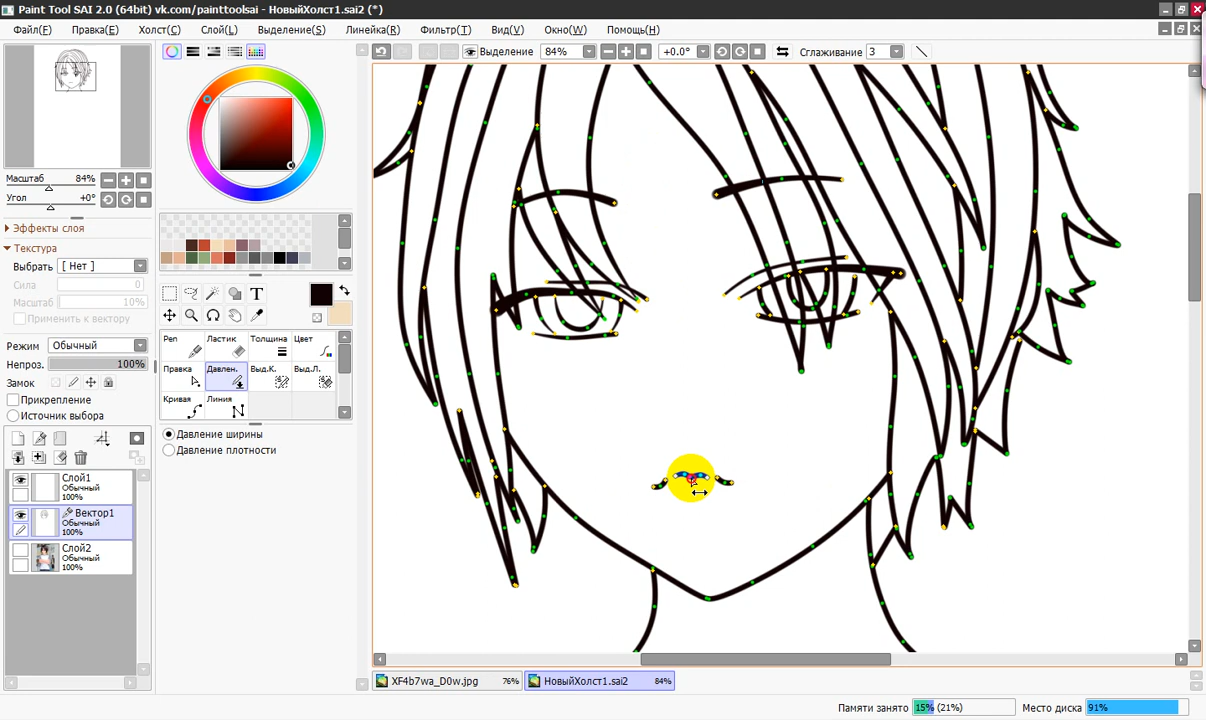 Paint Tool SAI 2.0 (64bit) vk.com/painttoolsai - НовыйХолст1.sai2 (*)
Файл(F) Правка(E) Холст(C) Слой(L) Выделение(S) Линейка(R) Фильтр(T) Вид(V) Окно(W) Помощь(H)
Выделение 84% +0.0° Сглаживание 3
Масштаб 84%
Угол +0°
Эффекты слоя
Текстура
Выбрать [ Нет ]
Сила 0
Масштаб 10%
Применить к вектору
Режим Обычный
Непроз. 100%
Замок
Прикрепление
Источник выбора
Слой1
Обычный
100%
Вектор1
Обычный
100%
Слой2
Обычный
100%
T
Pen Ластик Толщина Цвет
Правка Давлен. Выд.К. Выд.Л.
Кривая Линия
Давление ширины
Давление плотности
XF4b7wa_D0w.jpg 76% НовыйХолст1.sai2 84%
Памяти занято 15% (21%) Место диска 91%